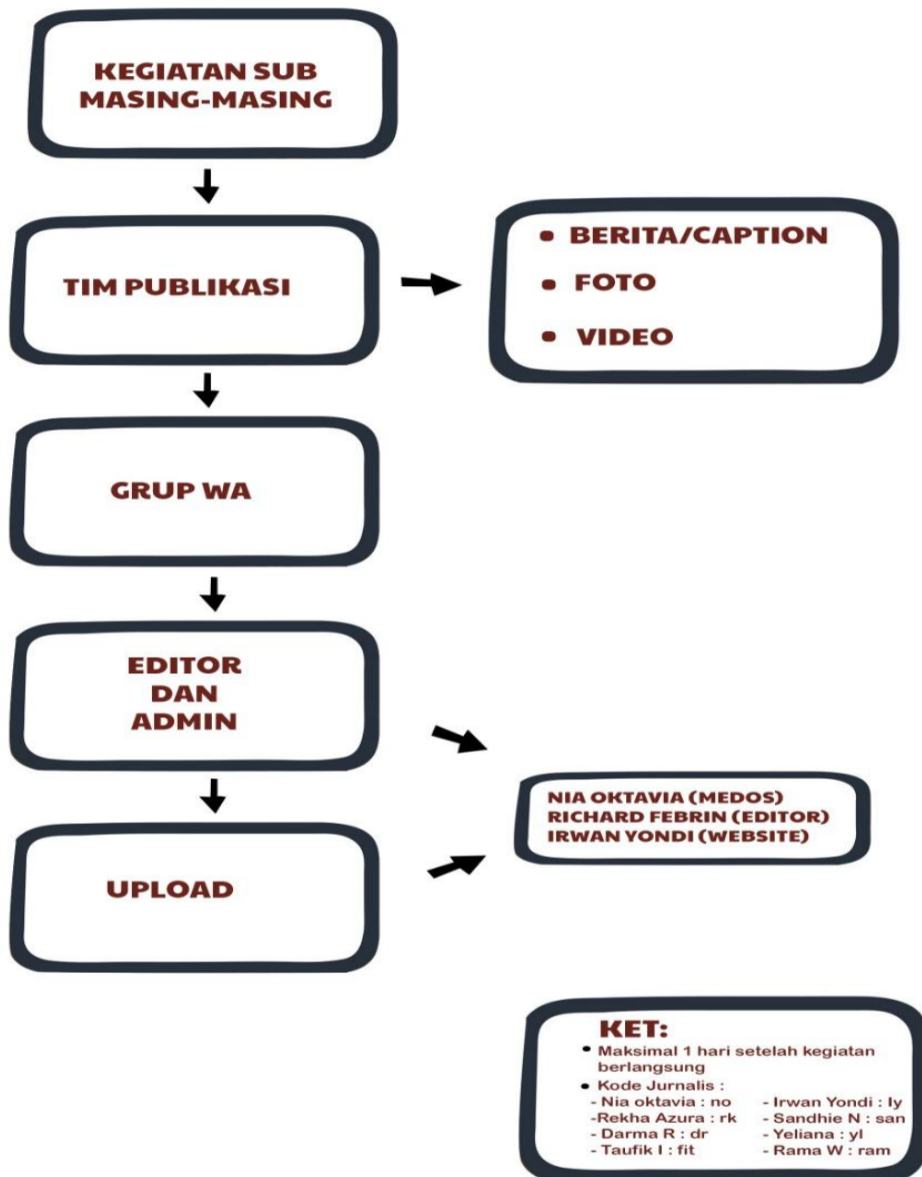 KEGIATAN SUB
MASING-MASING
TIM PUBLIKASI
• BERITA/CAPTION
• FOTO
• VIDEO
GRUP WA
EDITOR
DAN
ADMIN
NIA OKTAVIA (MEDOS)
RICHARD FEBRIN (EDITOR)
IRWAN YONDI (WEBSITE)
UPLOAD
KET:
• Maksimal 1 hari setelah kegiatan
berlangsung
• Kode Jurnalis :
- Nia oktavia : no - Irwan Yondi : Iy
-Rekha Azura : rk - Sandhie N : san
- Darma R : dr - Yeliana : yl
- Taufik I : fit - Rama W : ram